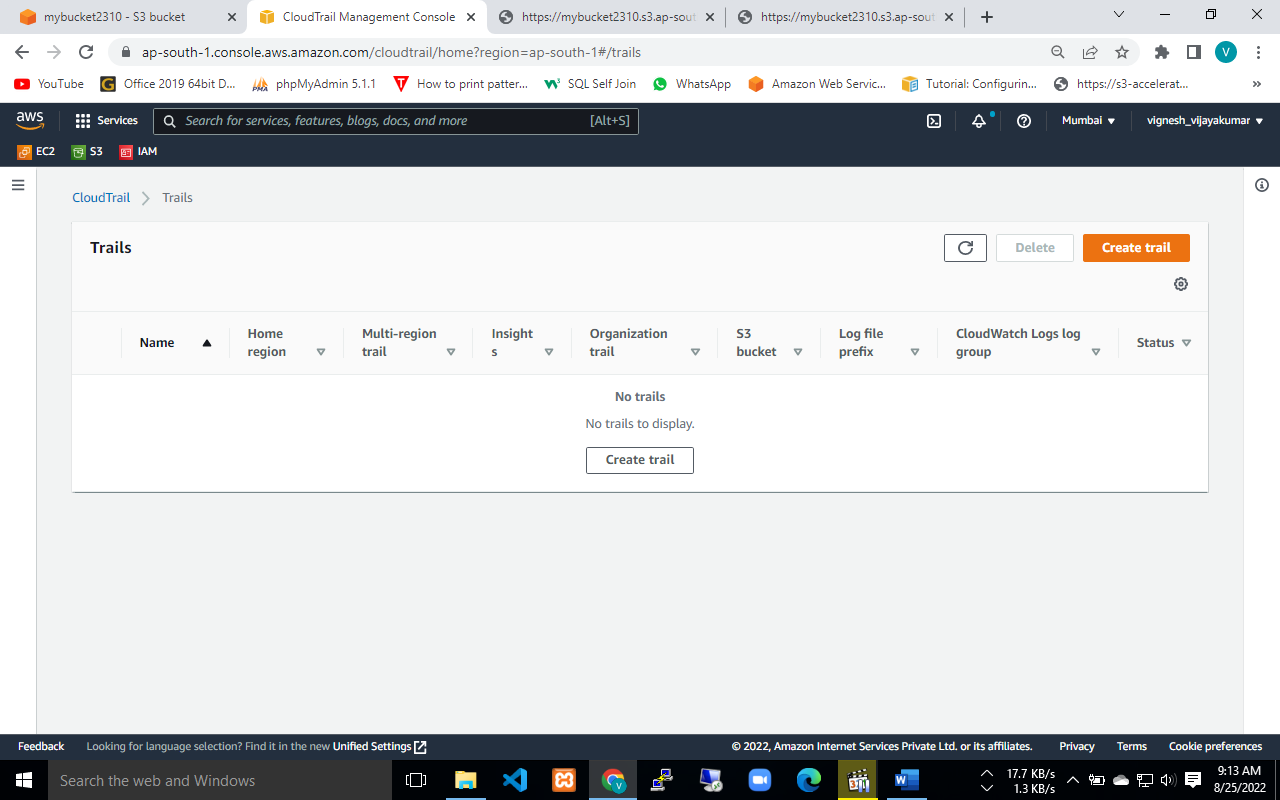 mybucket2310 - S3 bucket
CloudTrail Management Console
https://mybucket2310.s3.ap-sout
https://mybucket2310.s3.ap-sout
ap-south-1.console.aws.amazon.com/cloudtrail/home?region=ap-south-1#/trails
V
YouTube
G
Office 2019 64bit D...
PMA
phpMyAdmin 5.1.1
How to print patter...
SQL Self Join
WhatsApp
Amazon Web Servic...
Tutorial: Configurin...
https://s3-accelerat...
»
aws
Services
Search for services, features, blogs, docs, and more
[Alt+S]
Mumbai
vignesh_vijayakumar
EC2
S3
IAM
CloudTrail
Trails
Trails
Delete
Create trail
Name
Home region
Multi-region trail
Insights
Organization trail
S3 bucket
Log file prefix
CloudWatch Logs log group
Status
No trails
No trails to display.
Create trail
Feedback
Looking for language selection? Find it in the new Unified Settings
© 2022, Amazon Internet Services Private Ltd. or its affiliates.
Privacy
Terms
Cookie preferences
Search the web and Windows
17.7 KB/s
1.3 KB/s
9:13 AM
8/25/2022